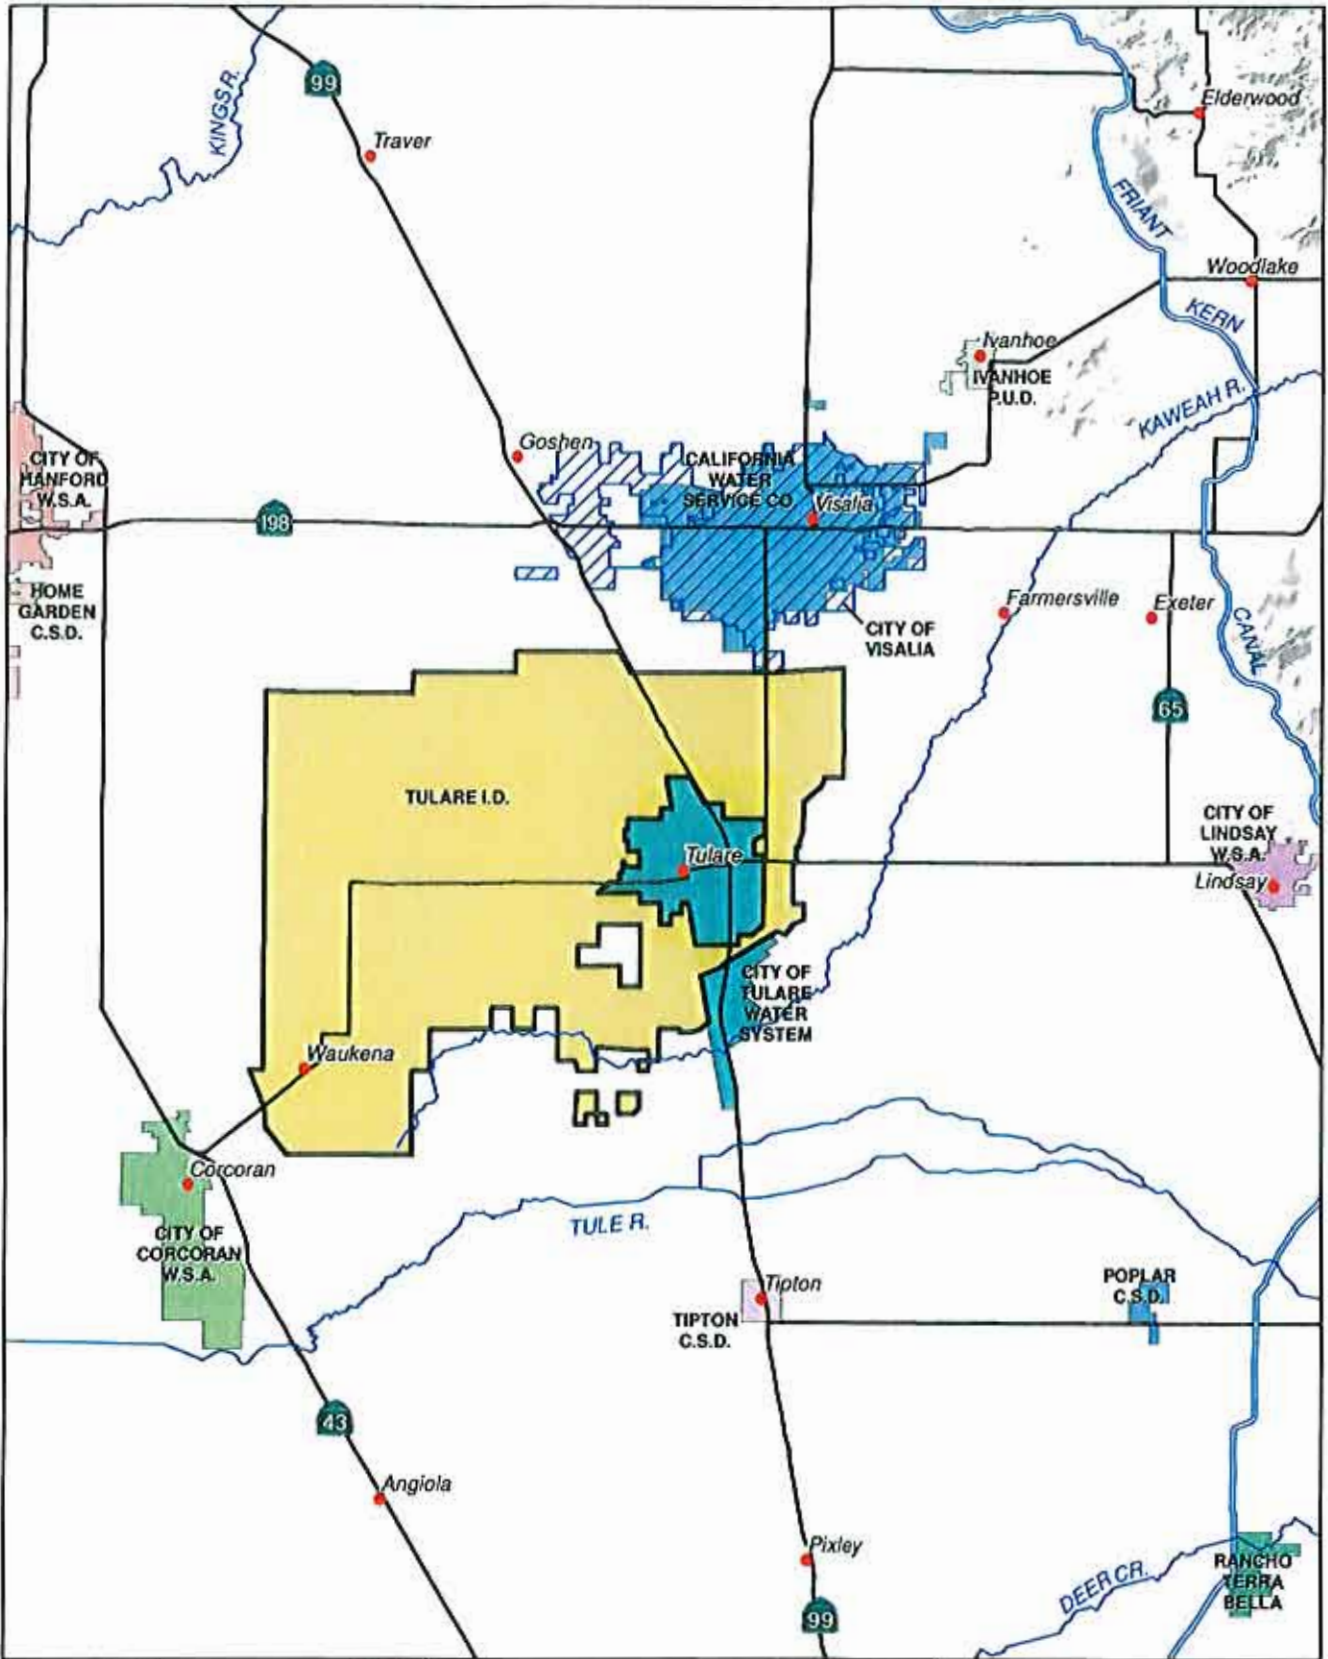 99
KINGS R.
Traver
Elderwood
FRIANT
Woodlake
KERN
Ivanhoe
IVANHOE
P.U.D.
KAWEAH R.
Goshen
CITY OF
HANFORD
W.S.A.
CALIFORNIA
WATER
SERVICE CO
Visalia
198
HOME
GARDEN
C.S.D.
Farmersville
Exeter
CITY OF
VISALIA
CANAL
65
TULARE I.D.
CITY OF
LINDSAY
W.S.A.
Tulare
Lindsay
CITY OF
TULARE
WATER
SYSTEM
Waukena
Corcoran
CITY OF
CORCORAN
W.S.A.
TULE R.
Tipton
TIPTON
C.S.D.
POPLAR
C.S.D.
43
Angiola
Pixley
DEER CR.
RANCHO
TERRA
BELLA
99